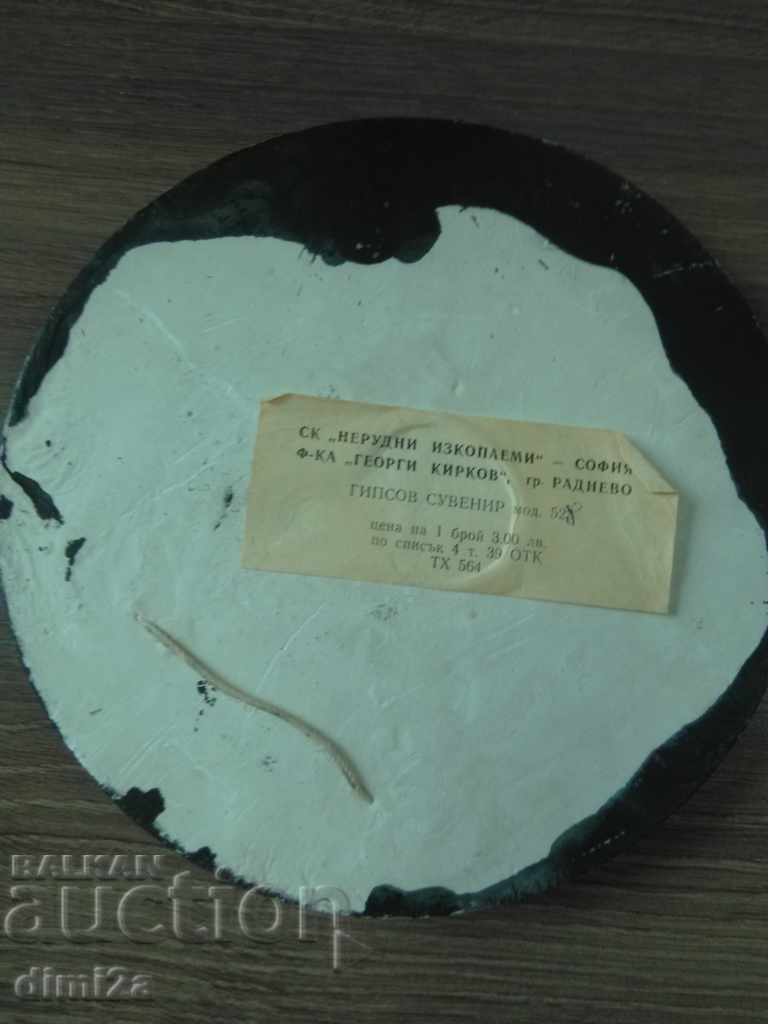 СК „НЕРУДНИ ИЗКОПАЕМИ" — СОФИЯ
Ф-КА „ГЕОРГИ КИРКОВ", гр. РАДНЕВО
ГИПСОВ СУВЕНИР мод. 528
цена на 1 брой 3.00 лв.
по списък 4 т. 39 ОТК
ТХ 564
BALKAN
auction
dimi2a